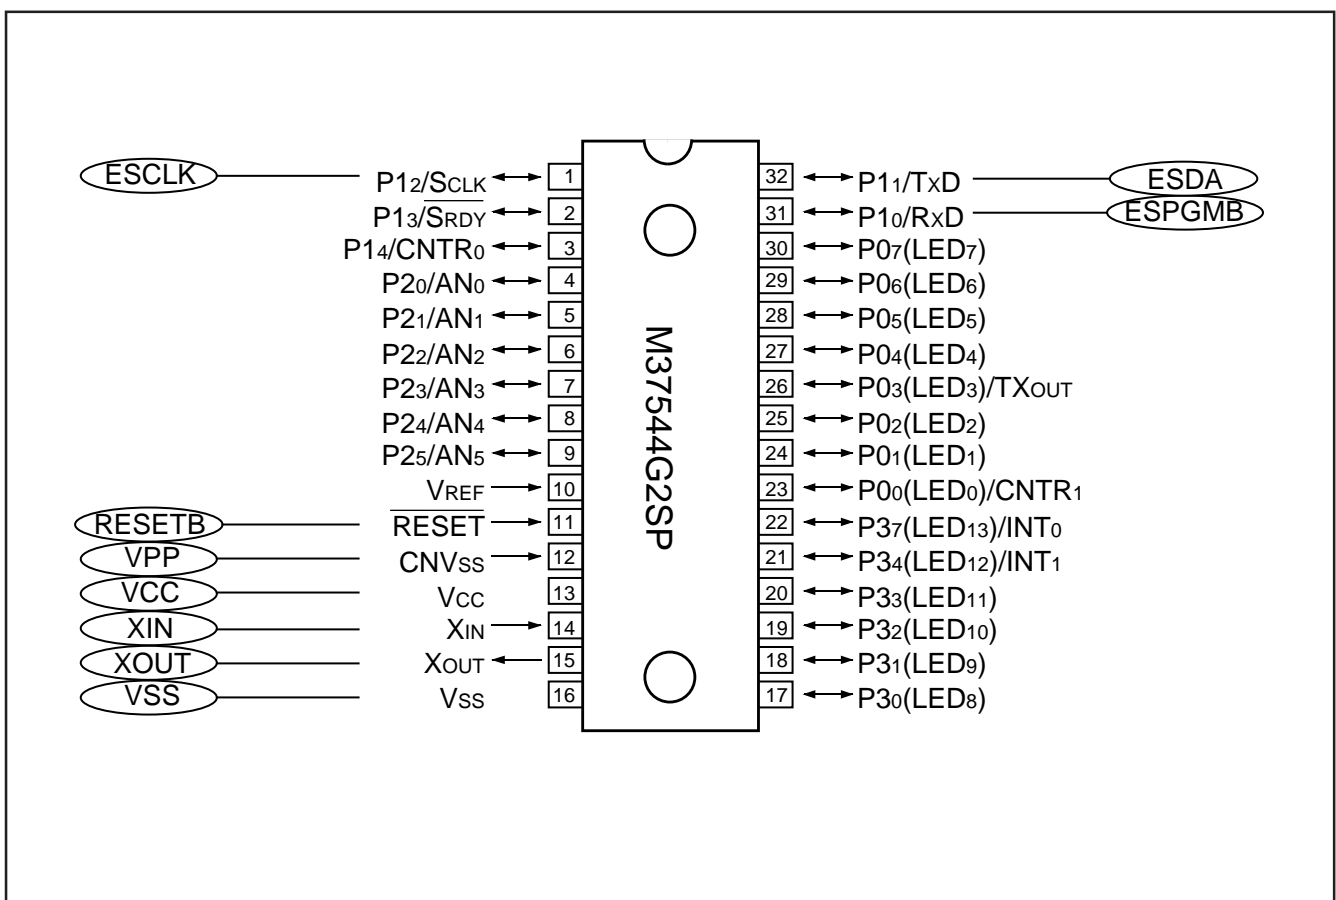 ESCLK P12/SCLK 1 32 P11/TXD ESDA
P13/SRDY 2 31 P10/RXD ESPGMB
P14/CNTR0 3 30 P07(LED7)
P20/AN0 4 29 P06(LED6)
P21/AN1 5 28 P05(LED5)
P22/AN2 6 27 P04(LED4)
P23/AN3 7 26 P03(LED3)/TXOUT
P24/AN4 8 25 P02(LED2)
P25/AN5 9 24 P01(LED1)
VREF 10 23 P00(LED0)/CNTR1
RESETB RESET 11 22 P37(LED13)/INT0
VPP CNVSS 12 21 P34(LED12)/INT1
VCC VCC 13 20 P33(LED11)
XIN XIN 14 19 P32(LED10)
XOUT XOUT 15 18 P31(LED9)
VSS VSS 16 17 P30(LED8)
M37544G2SP